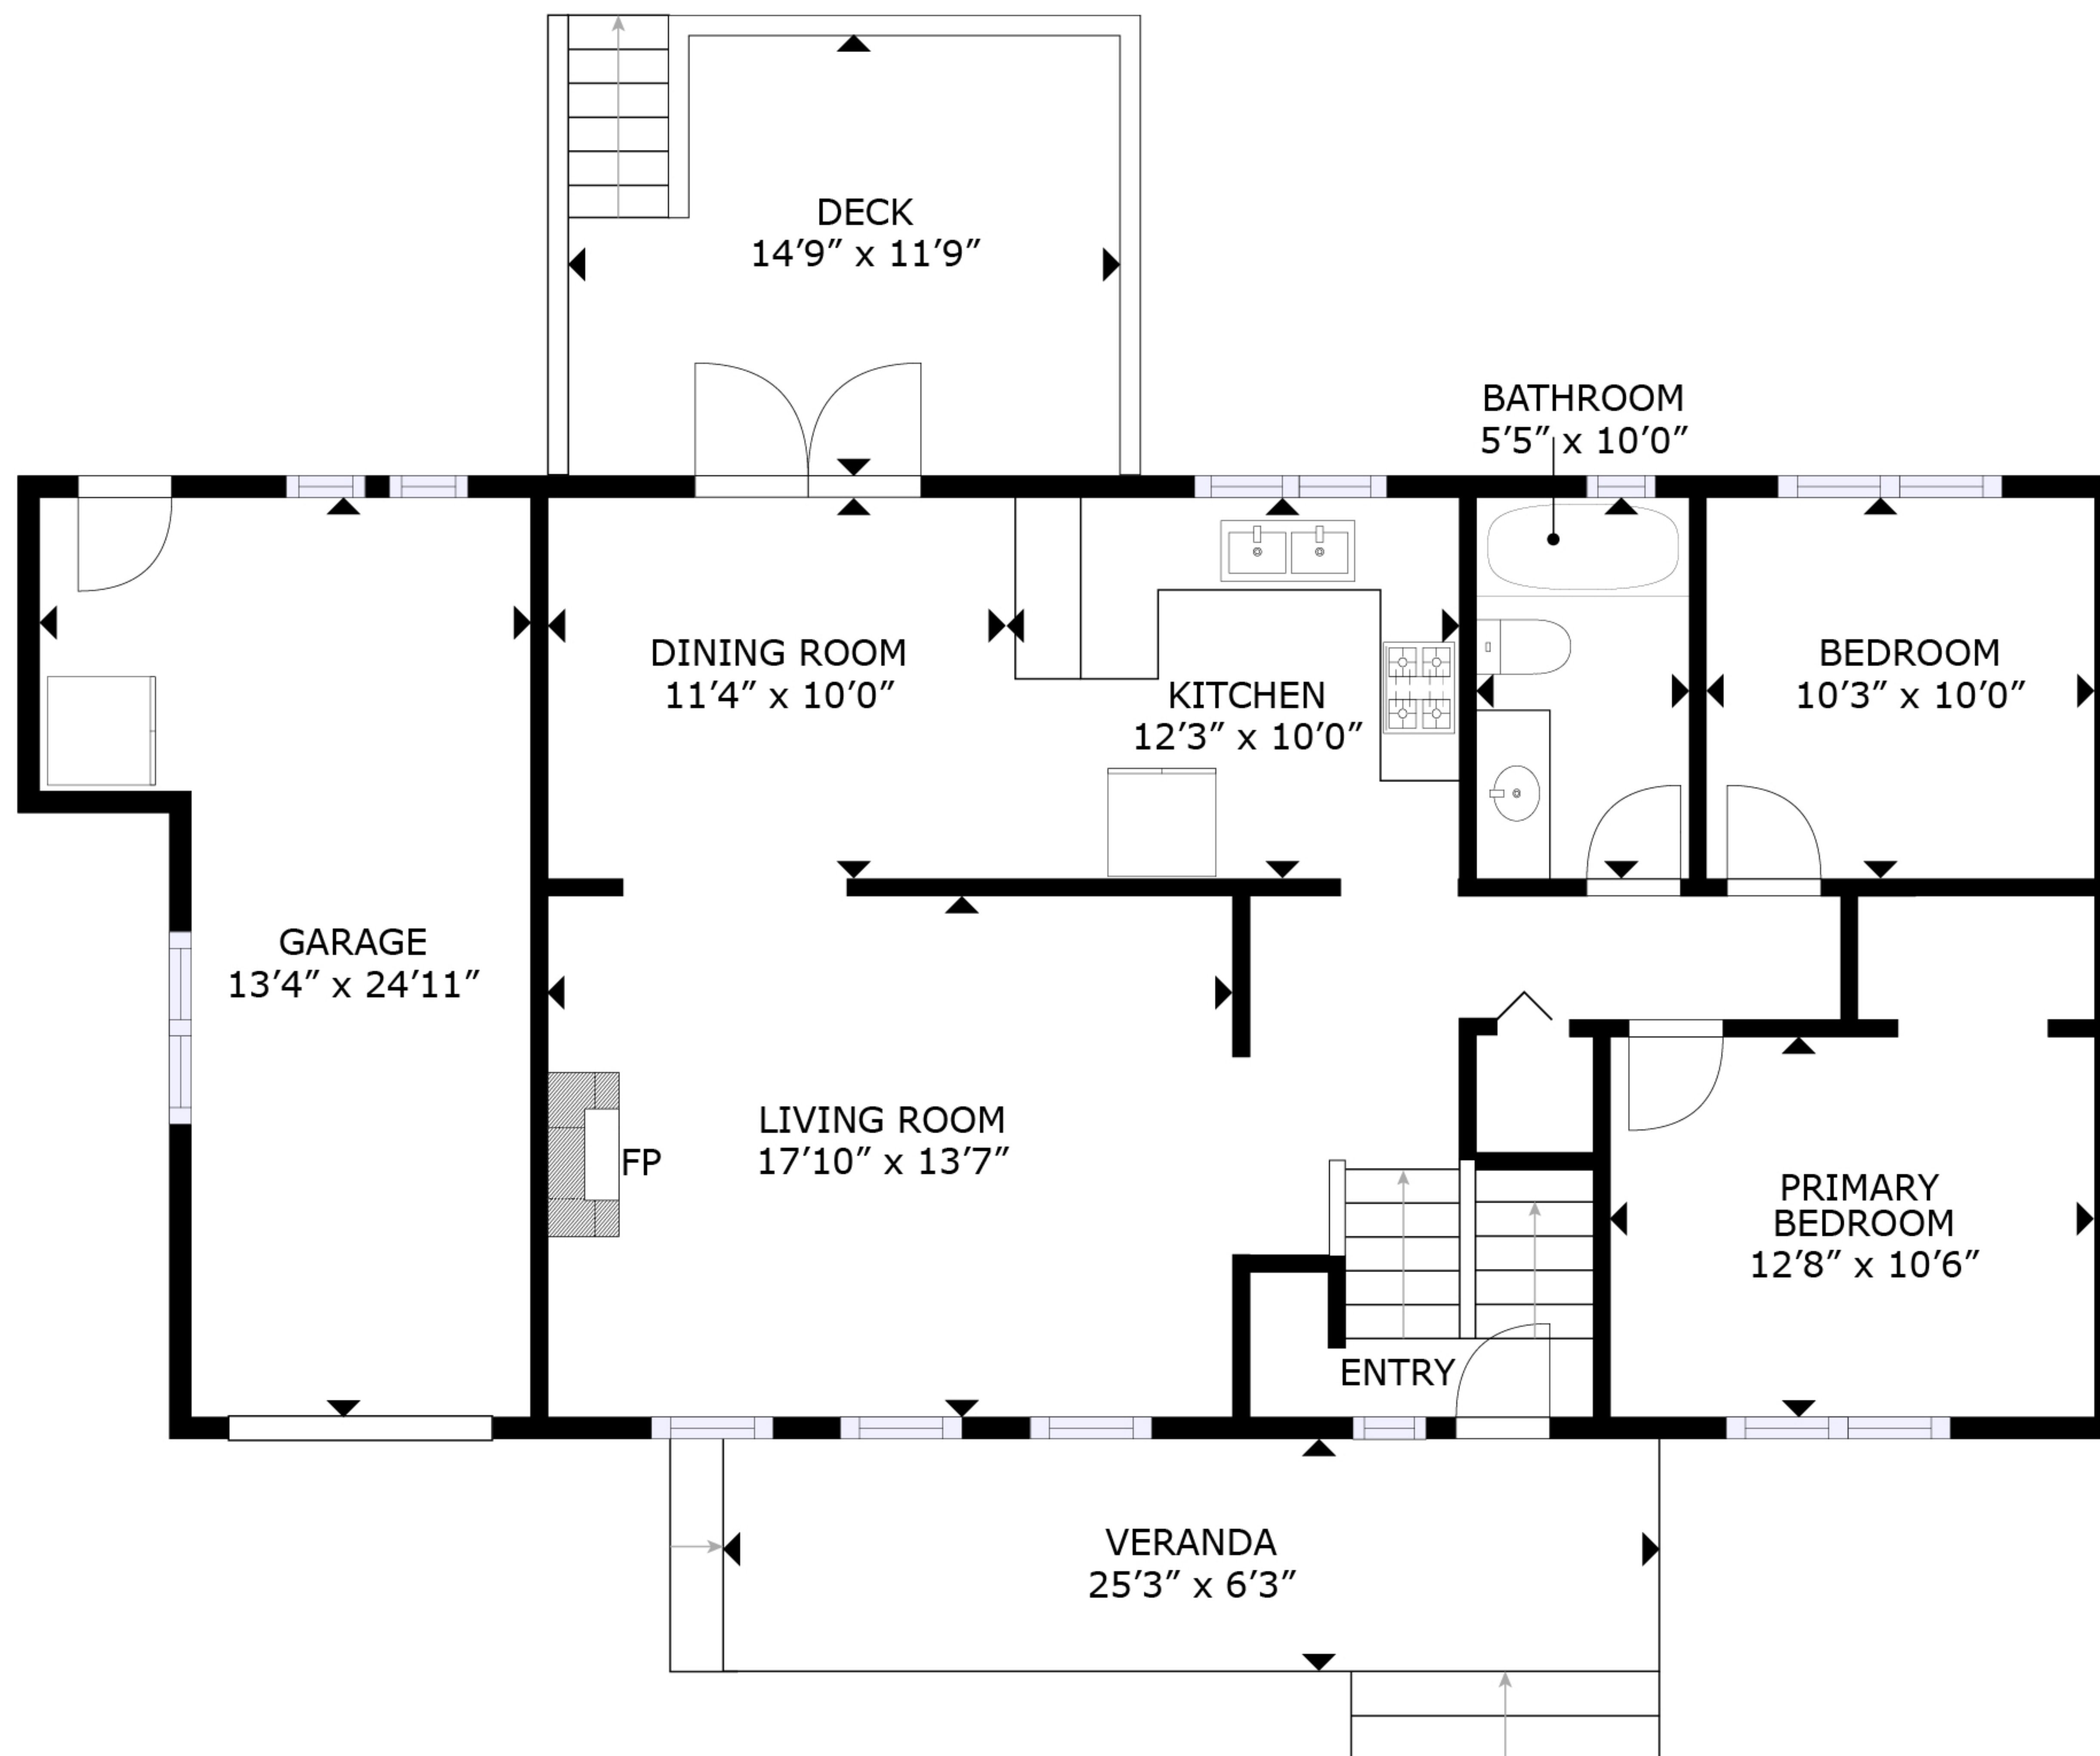 DECK
14′9″ x 11′9″
BATHROOM
5′5″ x 10′0″
DINING ROOM
11′4″ x 10′0″
KITCHEN
12′3″ x 10′0″
BEDROOM
10′3″ x 10′0″
GARAGE
13′4″ x 24′11″
LIVING ROOM
17′10″ x 13′7″
FP
PRIMARY
BEDROOM
12′8″ x 10′6″
ENTRY
VERANDA
25′3″ x 6′3″